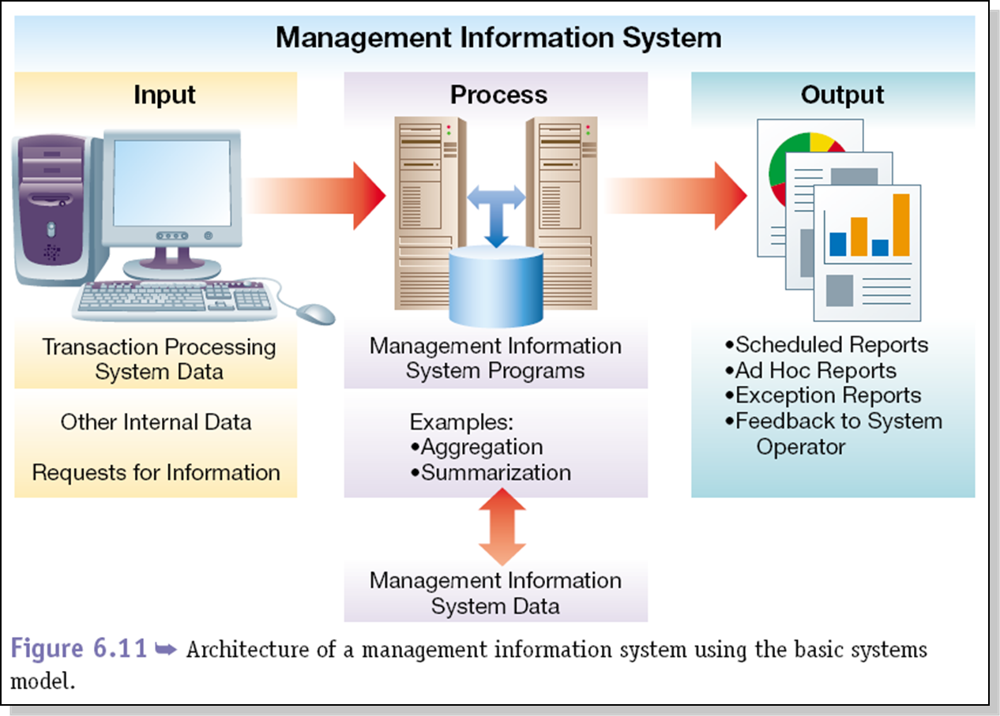 Management Information System
Input
Transaction Processing
System Data
Other Internal Data
Requests for Information
Process
Management Information
System Programs
Examples:
•Aggregation
•Summarization
Management Information
System Data
Output
•Scheduled Reports
•Ad Hoc Reports
•Exception Reports
•Feedback to System
Operator
Figure 6.11 ➥ Architecture of a management information system using the basic systems
model.